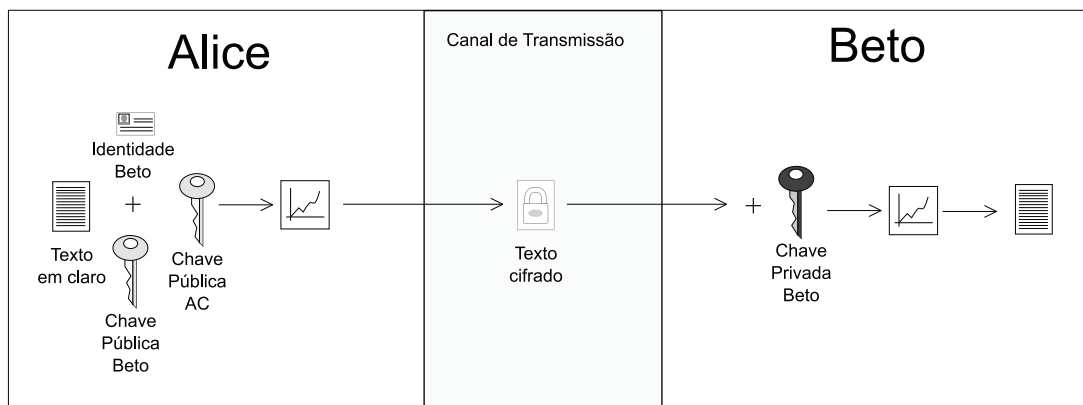 Alice
Canal de Transmissão
Beto
Identidade
Beto
+
Texto
em claro
Chave
Pública
Beto
Chave
Pública
AC
Texto
cifrado
+
Chave
Privada
Beto